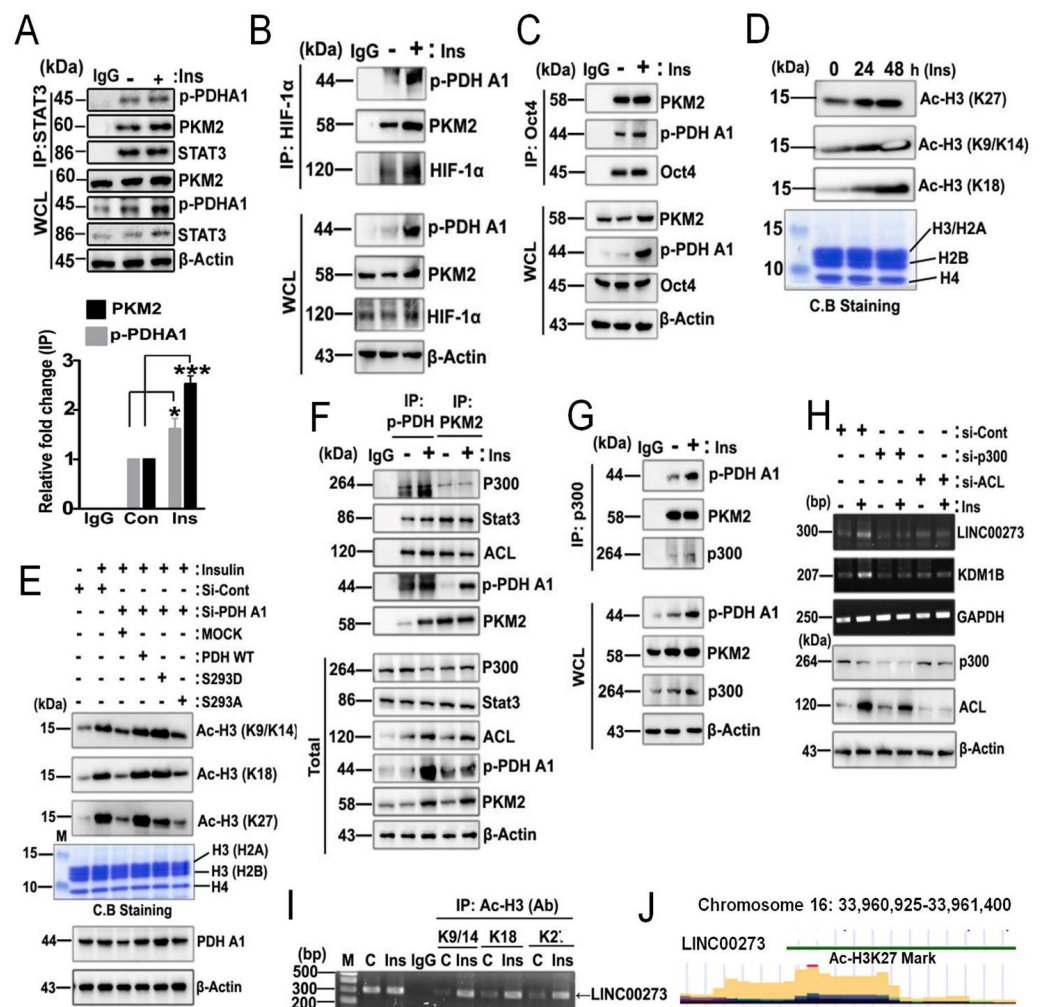 A
(kDa)
IgG - + :Ins
IP:STAT3
45 p-PDHA1
60 PKM2
86 STAT3
WCL
60 PKM2
45 p-PDHA1
86 STAT3
45 β-Actin
PKM2
p-PDHA1
Relative fold change (IP)
3
2
1
0
***
*
IgG Con Ins
B
(kDa) IgG - + : Ins
IP: HIF-1α
44 p-PDH A1
58 PKM2
120 HIF-1α
WCL
44 p-PDH A1
58 PKM2
120 HIF-1α
43 β-Actin
C
(kDa) IgG - + : Ins
IP: Oct4
58 PKM2
44 p-PDH A1
45 Oct4
WCL
58 PKM2
44 p-PDH A1
45 Oct4
43 β-Actin
D
(kDa) 0 24 48 h (Ins)
15 Ac-H3 (K27)
15 Ac-H3 (K9/K14)
15 Ac-H3 (K18)
15 H3/H2A
H2B
10 H4
C.B Staining
E
- + + + + + :Insulin
+ + - - - - :Si-Cont
- - + + + + :Si-PDH A1
- - + - - - :MOCK
- - - + - - :PDH WT
- - - - + - :S293D
- - - - - + :S293A
(kDa)
15 Ac-H3 (K9/K14)
15 Ac-H3 (K18)
15 Ac-H3 (K27)
M
15 H3 (H2A)
H3 (H2B)
10 H4
C.B Staining
44 PDH A1
43 β-Actin
F
IP: IP:
p-PDH PKM2
(kDa) IgG - + - + : Ins
264 P300
86 Stat3
120 ACL
44 p-PDH A1
58 PKM2
Total
264 P300
86 Stat3
120 ACL
44 p-PDH A1
58 PKM2
43 β-Actin
G
(kDa) IgG - + : Ins
IP: p300
44 p-PDH A1
58 PKM2
264 p300
WCL
44 p-PDH A1
58 PKM2
264 p300
43 β-Actin
H
+ + - - - - :si-Cont
- - + + - - :si-p300
- - - - + + :si-ACL
(bp) - + - + - + : Ins
300 LINC00273
207 KDM1B
250 GAPDH
(kDa)
264 p300
120 ACL
43 β-Actin
I
IP: Ac-H3 (Ab)
K9/14 K18
(bp) M C Ins IgG C Ins C Ins C Ins
500
300
200
←LINC00273
J
Chromosome 16: 33,960,925-33,961,400
LINC00273
Ac-H3K27 Mark